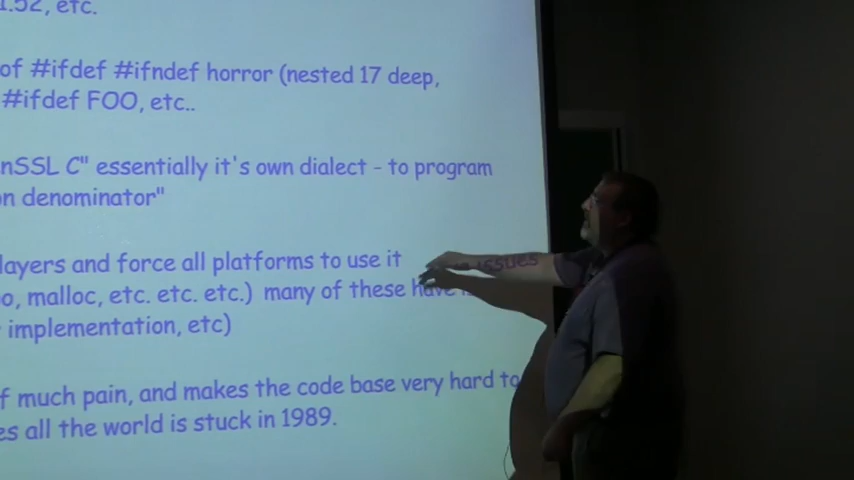 1.52, etc.
of #ifdef #ifndef horror (nested 17 deep,
#ifdef FOO, etc..
nSSL C" essentially it's own dialect - to program
n denominator"
layers and force all platforms to use it
o, malloc, etc. etc. etc.) many of these have issues
implementation, etc)
f much pain, and makes the code base very hard to
es all the world is stuck in 1989.